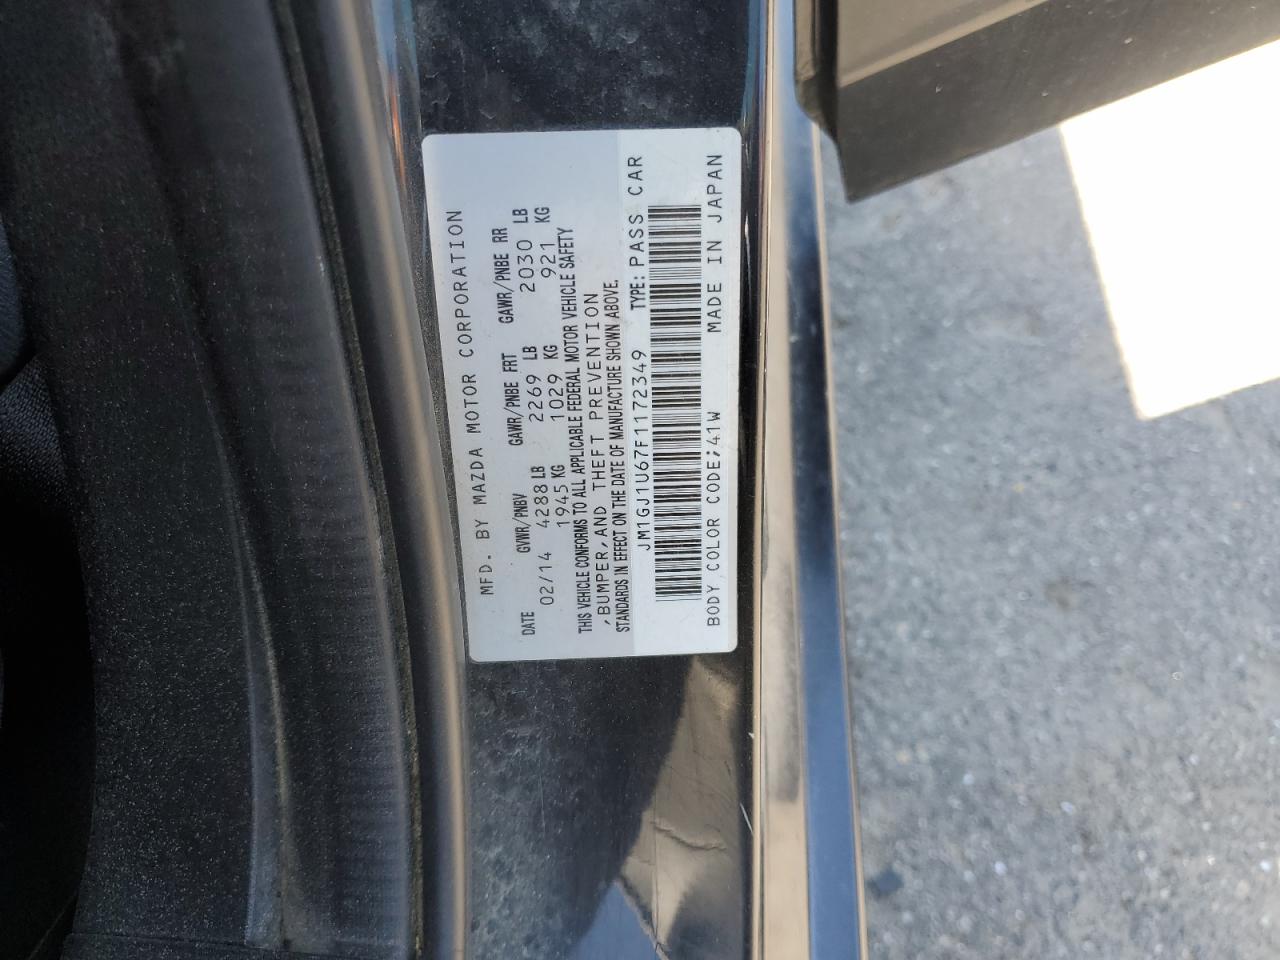 MFD. BY MAZDA MOTOR CORPORATION
DATE GVWR/PNBV GAWR/PNBE FRT GAWR/PNBE RR
02/14 4288 LB 2269 LB 2030 LB
1945 KG 1029 KG 921 KG
THIS VEHICLE CONFORMS TO ALL APPLICABLE FEDERAL MOTOR VEHICLE SAFETY
,BUMPER,AND THEFT PREVENTION
STANDARDS IN EFFECT ON THE DATE OF MANUFACTURE SHOWN ABOVE.
JM1GJ1U67F1172349 TYPE: PASS CAR
BODY COLOR CODE;41W MADE IN JAPAN